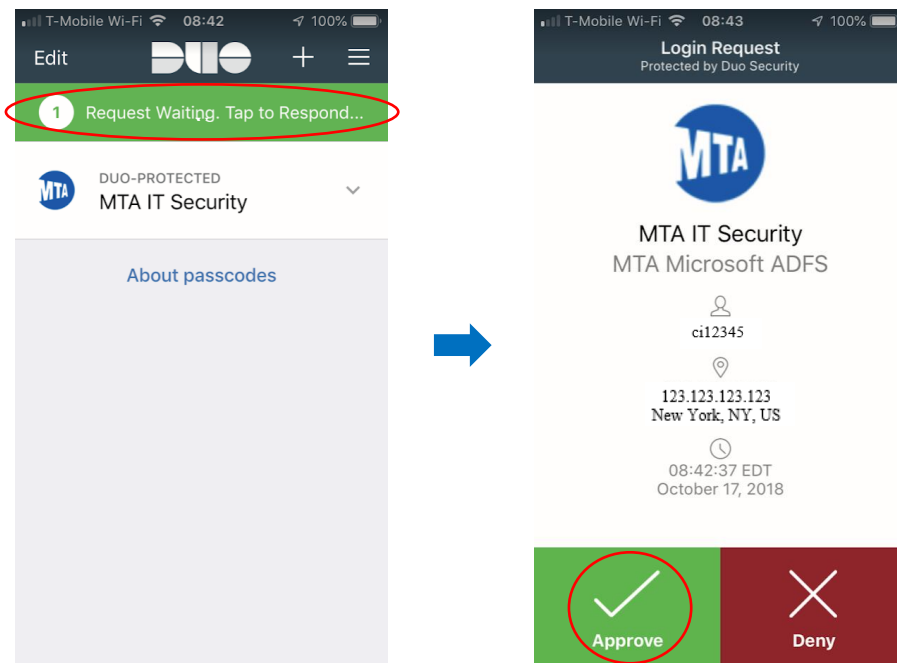 T-Mobile Wi-Fi 08:42 100%
Edit DUO
1 Request Waiting. Tap to Respond...
MTA DUO-PROTECTED
MTA IT Security
About passcodes
T-Mobile Wi-Fi 08:43 100%
Login Request
Protected by Duo Security
MTA
MTA IT Security
MTA Microsoft ADFS
ci12345
123.123.123.123
New York, NY, US
08:42:37 EDT
October 17, 2018
Approve Deny